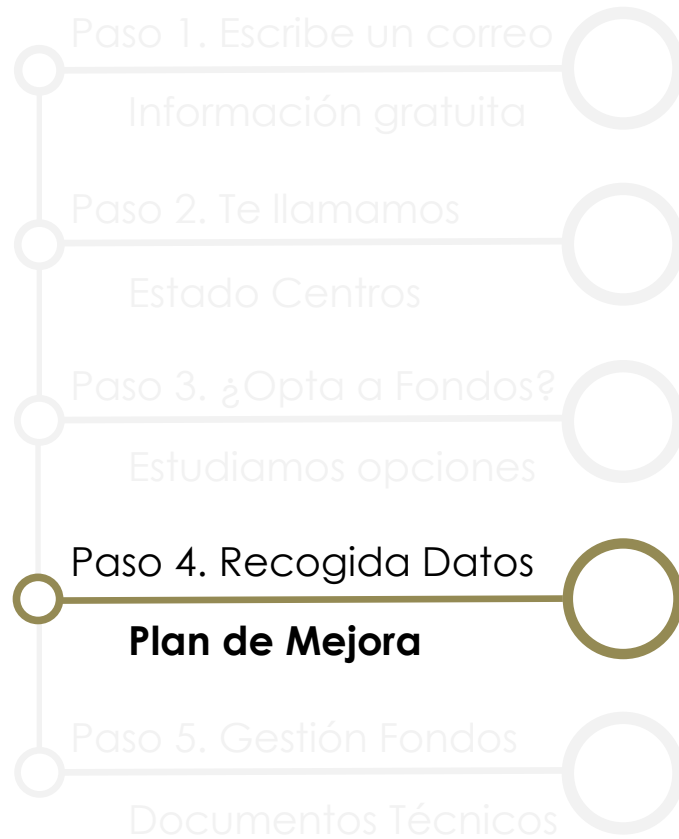 Paso 1. Escribe un correo
Información gratuita
Paso 2. Te llamamos
Estado Centros
Paso 3. ¿Opta a Fondos?
Estudiamos opciones
Paso 4. Recogida Datos
Plan de Mejora
Paso 5. Gestión Fondos
Documentos Técnicos